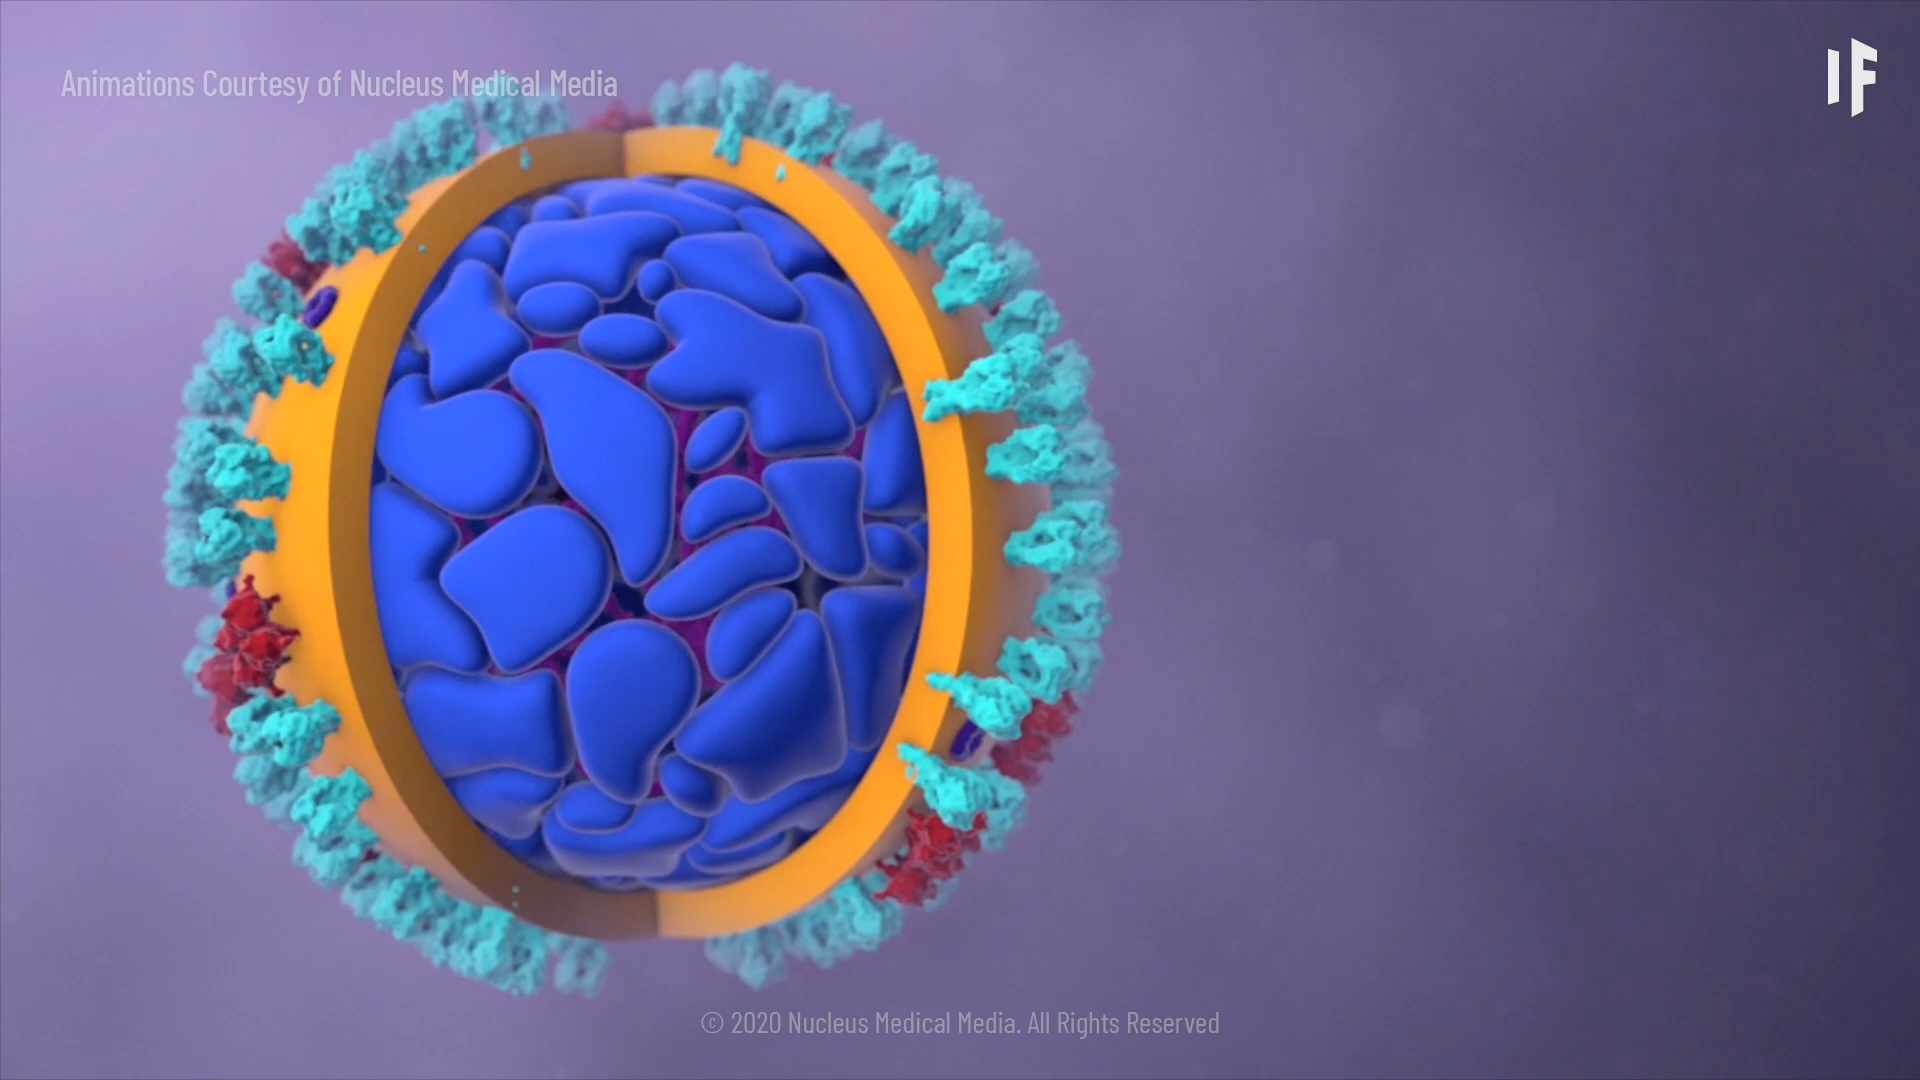 Animations Courtesy of Nucleus Medical Media
IF
© 2020 Nucleus Medical Media. All Rights Reserved